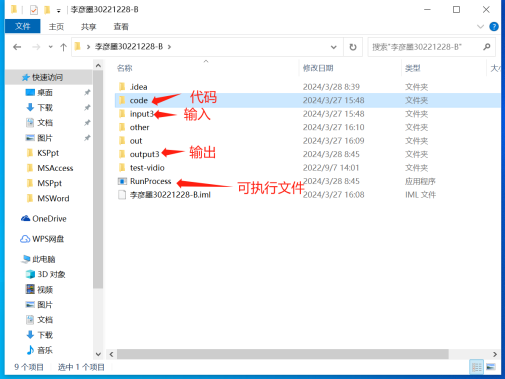 李彦墨30221228-B
文件 主页 共享 查看
李彦墨30221228-B
搜索"李彦墨30221228-B"
名称 修改日期 类型 大小
快速访问
桌面
下载
文档
图片
KSPpt
MSAccess
MSPpt
MSWord
OneDrive
WPS网盘
此电脑
3D 对象
视频
图片
文档
下载
音乐
.idea 2024/3/28 8:39 文件夹
code 代码 2024/3/27 15:48 文件夹
input3 输入 2024/3/27 15:48 文件夹
other 2024/3/27 16:10 文件夹
out 2024/3/27 16:09 文件夹
output3 输出 2024/3/28 8:45 文件夹
test-vidio 2022/9/7 14:01 文件夹
RunProcess 可执行文件 2024/3/28 8:45 应用程序
李彦墨30221228-B.iml 2024/3/27 16:08 IML 文件
9 个项目 选中 1 个项目